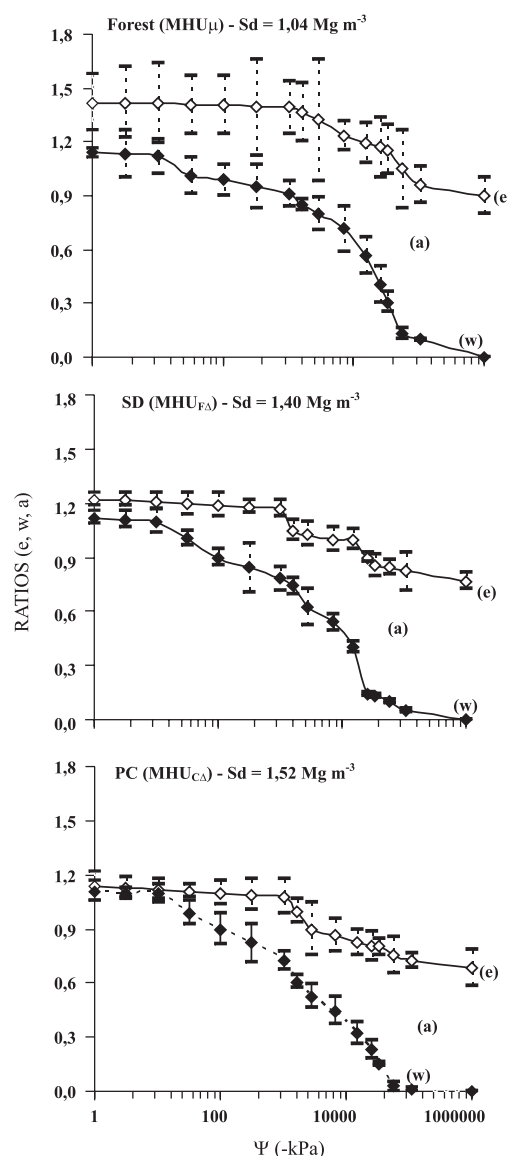 Forest (MHUμ) - Sd = 1,04 Mg m-3
1,8
1,5
1,2
0,9
0,6
0,3
0,0
(e
(a)
(w)
SD (MHUFΔ) - Sd = 1,40 Mg m-3
1,8
1,5
1,2
0,9
0,6
0,3
0,0
(e)
(a)
(w)
RATIOS (e, w, a)
PC (MHUCΔ) - Sd = 1,52 Mg m-3
1,8
1,5
1,2
0,9
0,6
0,3
0,0
(e)
(a)
(w)
1 100 10000 1000000
Ψ (-kPa)